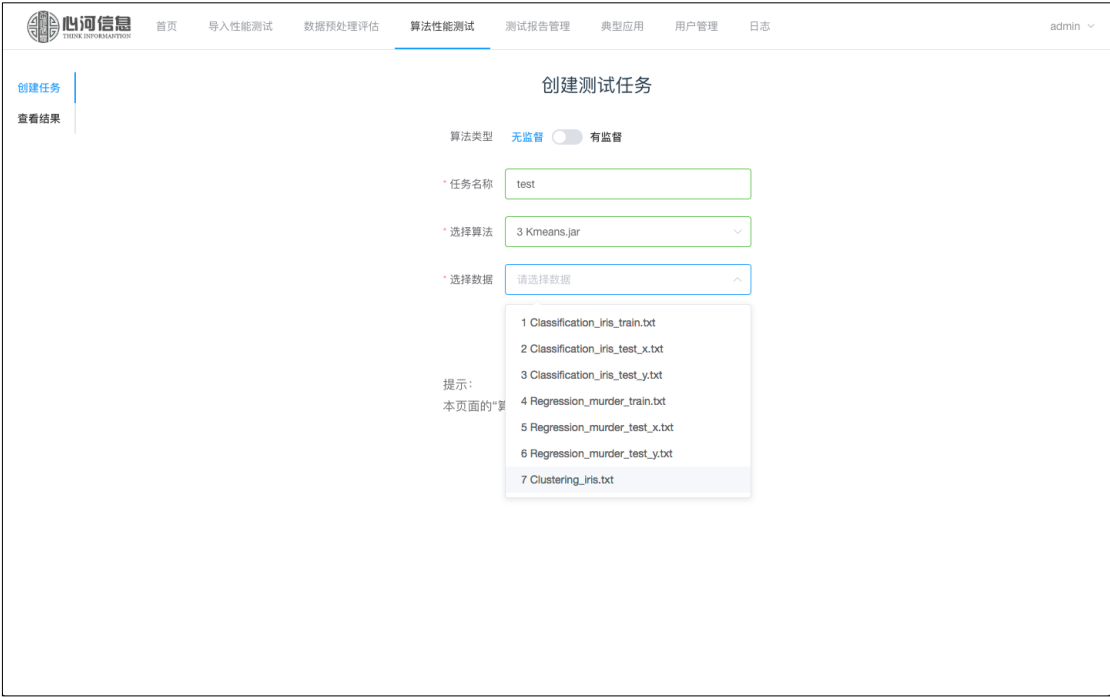 心河信息
THINK INFORMANTION
首页 导入性能测试 数据预处理评估 算法性能测试 测试报告管理 典型应用 用户管理 日志 admin
创建任务
查看结果
创建测试任务
算法类型 无监督 有监督
* 任务名称 test
* 选择算法 3 Kmeans.jar
* 选择数据 请选择数据
1 Classification_iris_train.txt
2 Classification_iris_test_x.txt
3 Classification_iris_test_y.txt
4 Regression_murder_train.txt
5 Regression_murder_test_x.txt
6 Regression_murder_test_y.txt
7 Clustering_iris.txt
提示：
本页面的“算